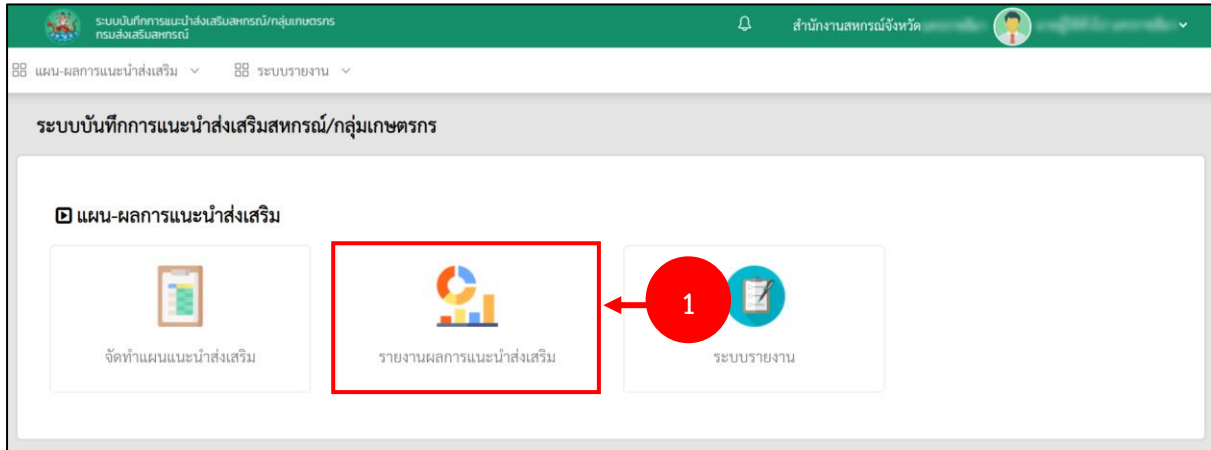 ระบบบันทึกการแนะนำส่งเสริมสหกรณ์/กลุ่มเกษตรกร
กรมส่งเสริมสหกรณ์
สำนักงานสหกรณ์จังหวัด
แผน-ผลการแนะนำส่งเสริม
ระบบรายงาน
ระบบบันทึกการแนะนำส่งเสริมสหกรณ์/กลุ่มเกษตรกร
แผน-ผลการแนะนำส่งเสริม
1
จัดทำแผนแนะนำส่งเสริม
รายงานผลการแนะนำส่งเสริม
ระบบรายงาน